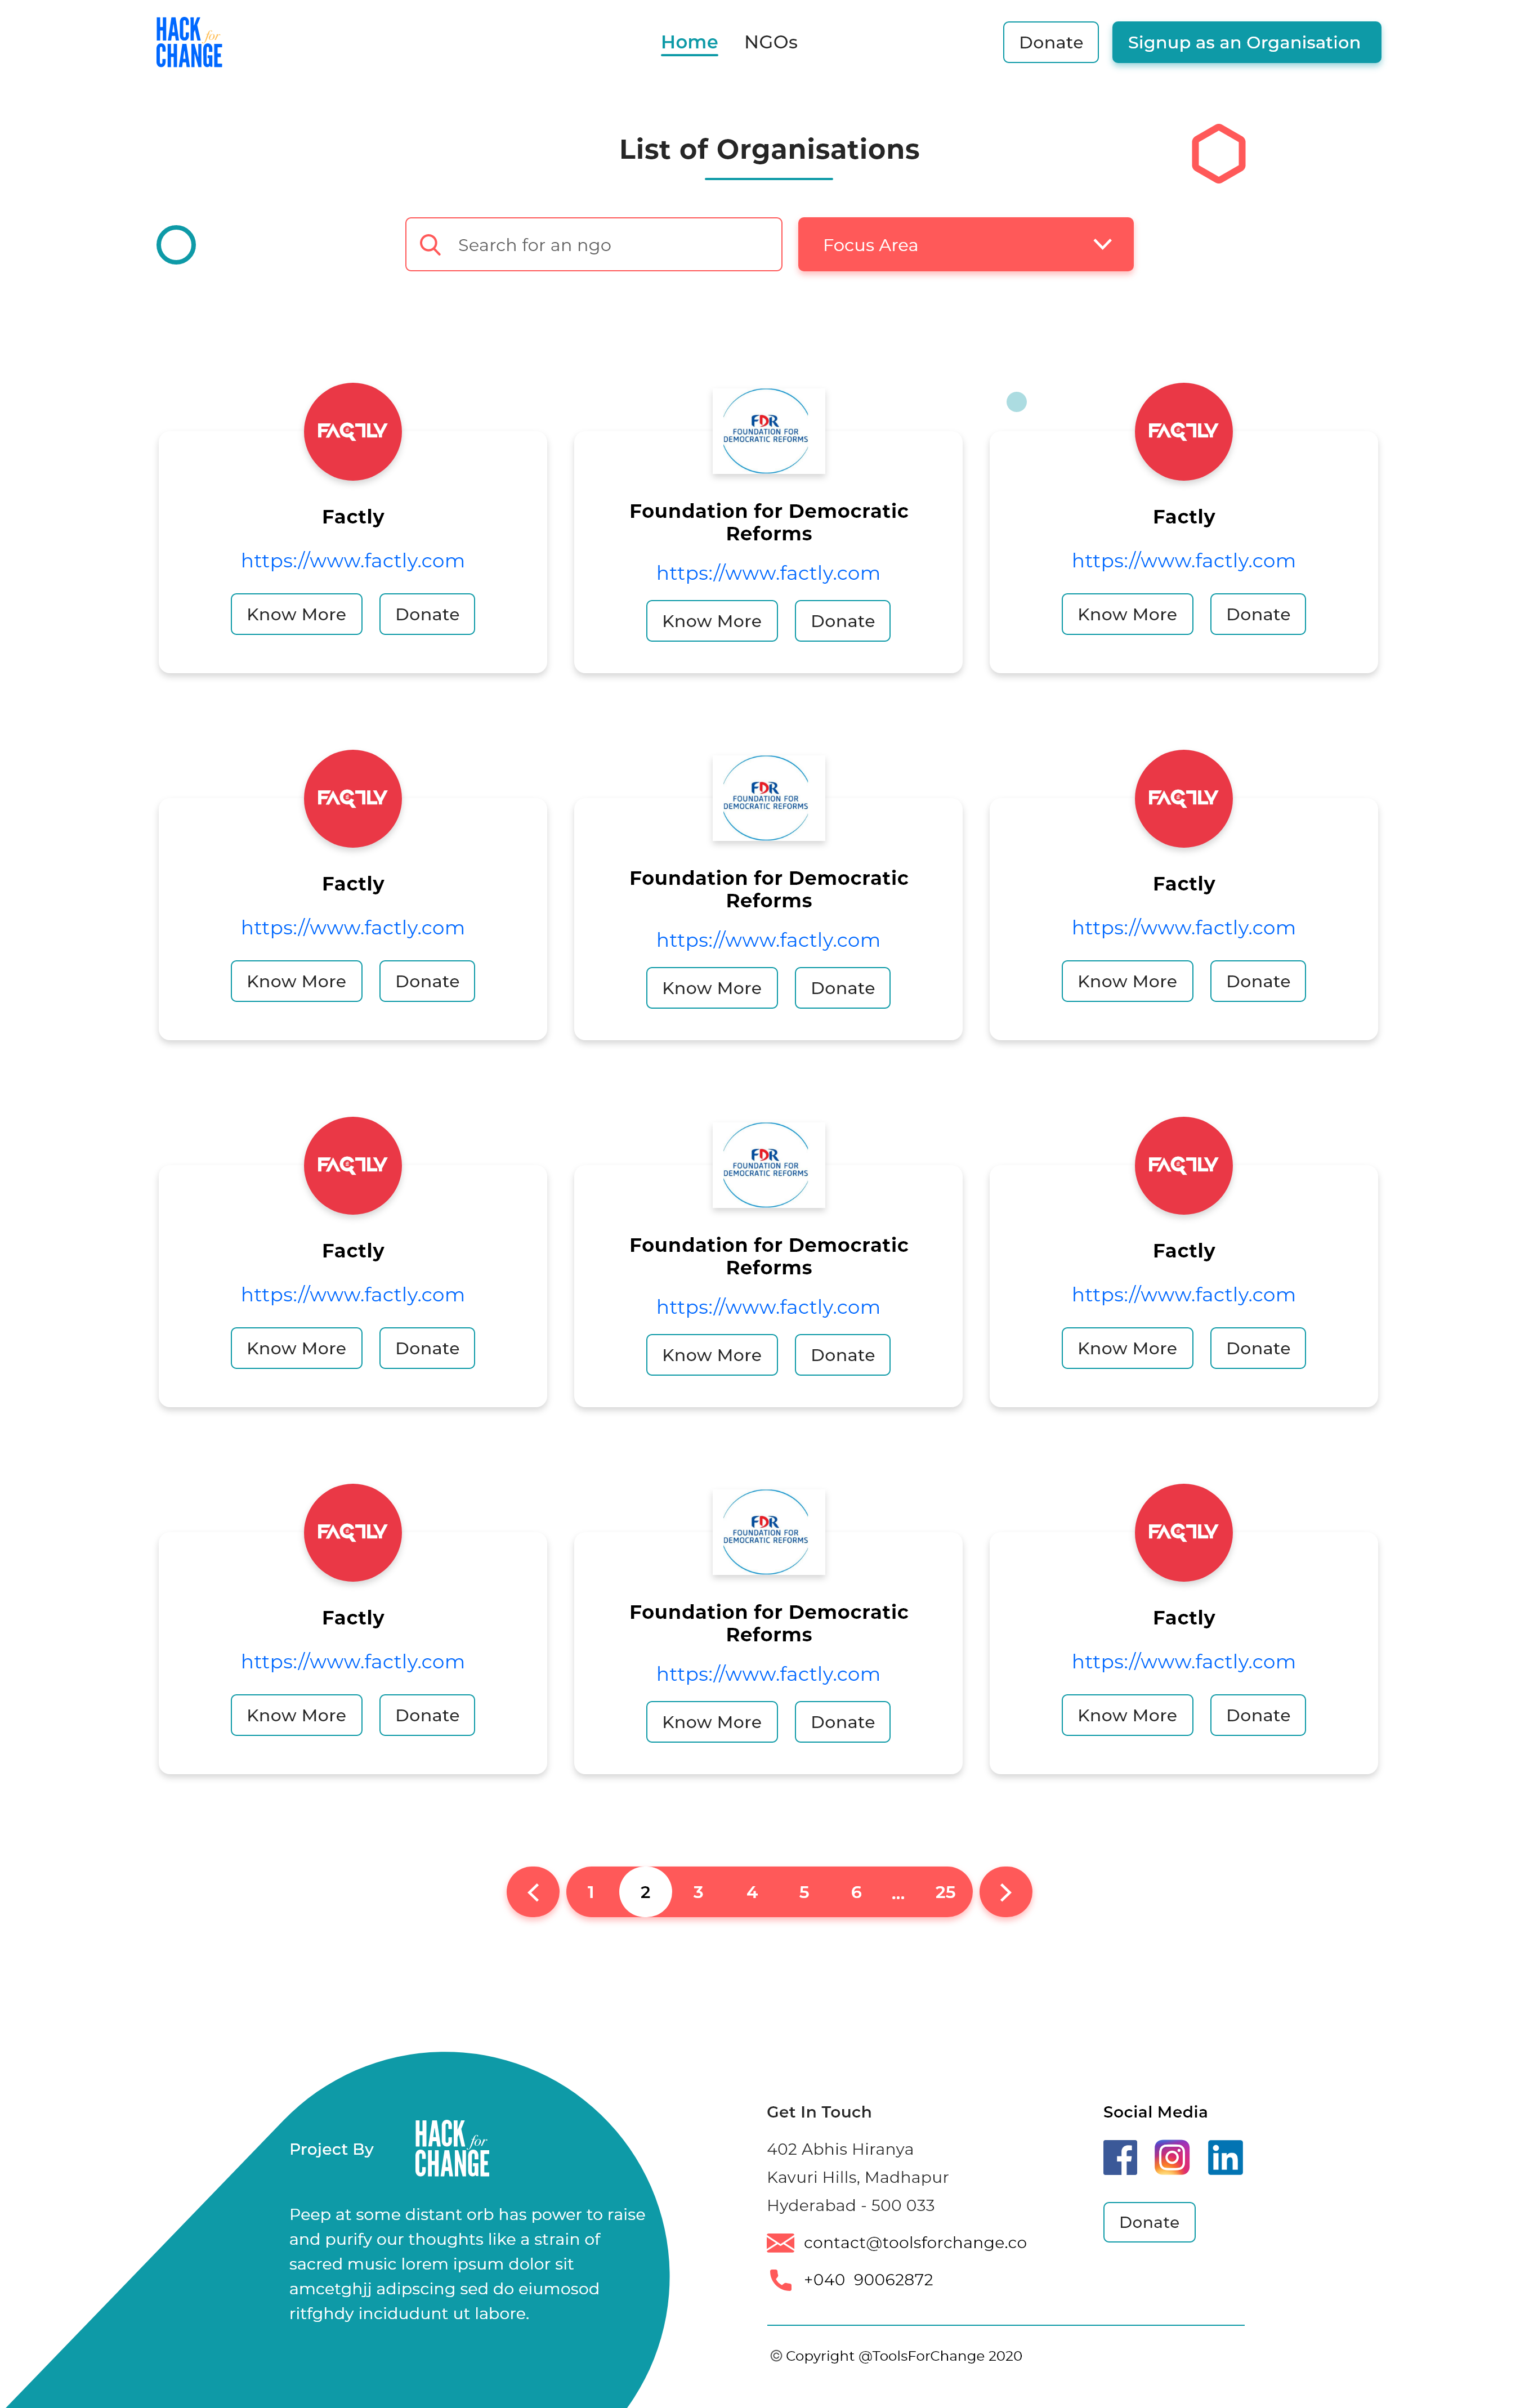 HACK for
CHANGE
Home NGOs
Donate Signup as an Organisation
List of Organisations
Search for an ngo
Focus Area
FACTLY
FDR
FOUNDATION FOR
DEMOCRATIC REFORMS
FACTLY
Factly
Foundation for Democratic
Reforms
Factly
https://www.factly.com
https://www.factly.com
https://www.factly.com
Know More Donate
Know More Donate
Know More Donate
FACTLY
FDR
FOUNDATION FOR
DEMOCRATIC REFORMS
FACTLY
Factly
Foundation for Democratic
Reforms
Factly
https://www.factly.com
https://www.factly.com
https://www.factly.com
Know More Donate
Know More Donate
Know More Donate
FACTLY
FDR
FOUNDATION FOR
DEMOCRATIC REFORMS
FACTLY
Factly
Foundation for Democratic
Reforms
Factly
https://www.factly.com
https://www.factly.com
https://www.factly.com
Know More Donate
Know More Donate
Know More Donate
FACTLY
FDR
FOUNDATION FOR
DEMOCRATIC REFORMS
FACTLY
Factly
Foundation for Democratic
Reforms
Factly
https://www.factly.com
https://www.factly.com
https://www.factly.com
Know More Donate
Know More Donate
Know More Donate
1 2 3 4 5 6 ... 25
Project By
HACK for
CHANGE
Peep at some distant orb has power to raise
and purify our thoughts like a strain of
sacred music lorem ipsum dolor sit
amcetghjj adipscing sed do eiumosod
ritfghdy incidudunt ut labore.
Get In Touch
402 Abhis Hiranya
Kavuri Hills, Madhapur
Hyderabad - 500 033
contact@toolsforchange.co
+040 90062872
Social Media
Donate
© Copyright @ToolsForChange 2020